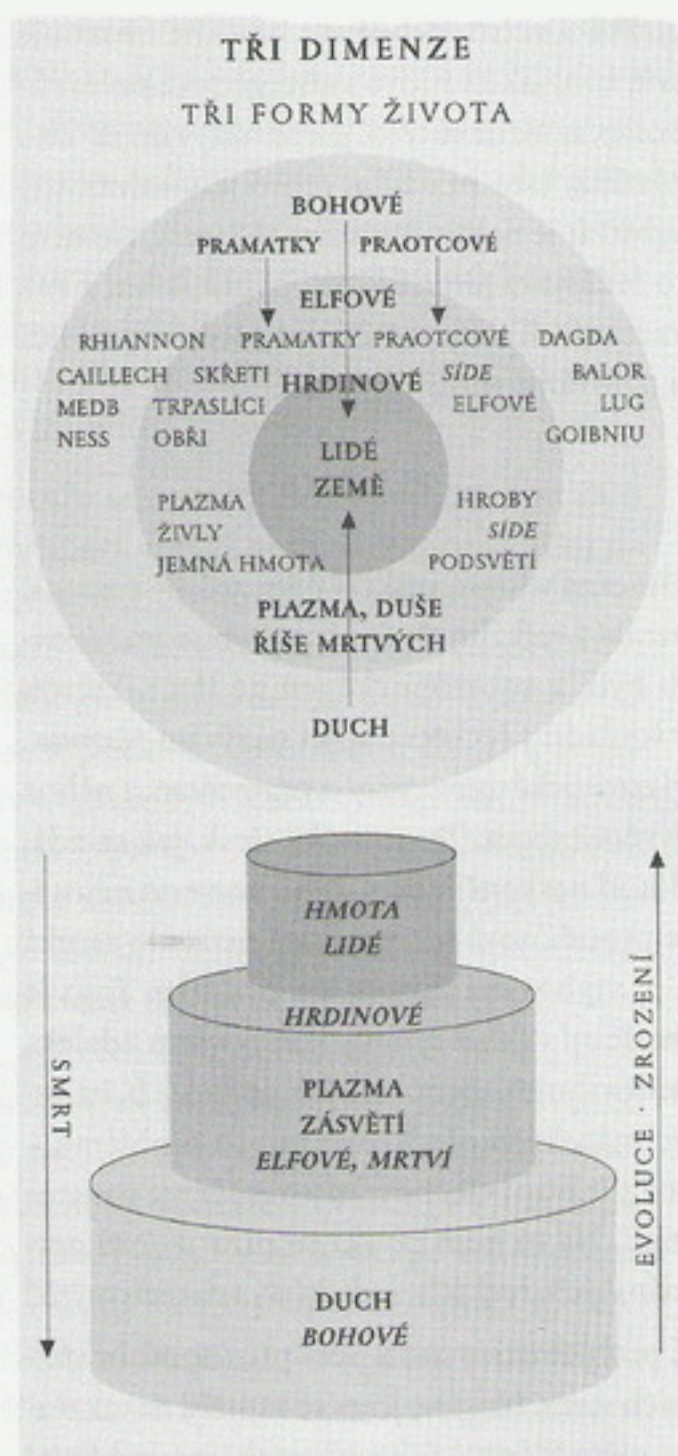 TŘI DIMENZE
TŘI FORMY ŽIVOTA
BOHOVÉ
PRAMATKY PRAOTCOVÉ
ELFOVÉ
RHIANNON PRAMATKY PRAOTCOVÉ DAGDA
CAILLECH SKŘETI HRDINOVÉ SÍDE BALOR
MEDB TRPASLÍCI ELFOVÉ LUG
NESS OBŘI GOIBNIU
LIDÉ
ZEMĚ
PLAZMA HROBY
ŽIVLY SÍDE
JEMNÁ HMOTA PODSVĚTÍ
PLAZMA, DUŠE
ŘÍŠE MRTVÝCH
DUCH
HMOTA
LIDÉ
HRDINOVÉ
PLAZMA
ZÁSVĚTÍ
ELFOVÉ, MRTVÍ
DUCH
BOHOVÉ
SMRT
EVOLUCE · ZROZENÍ